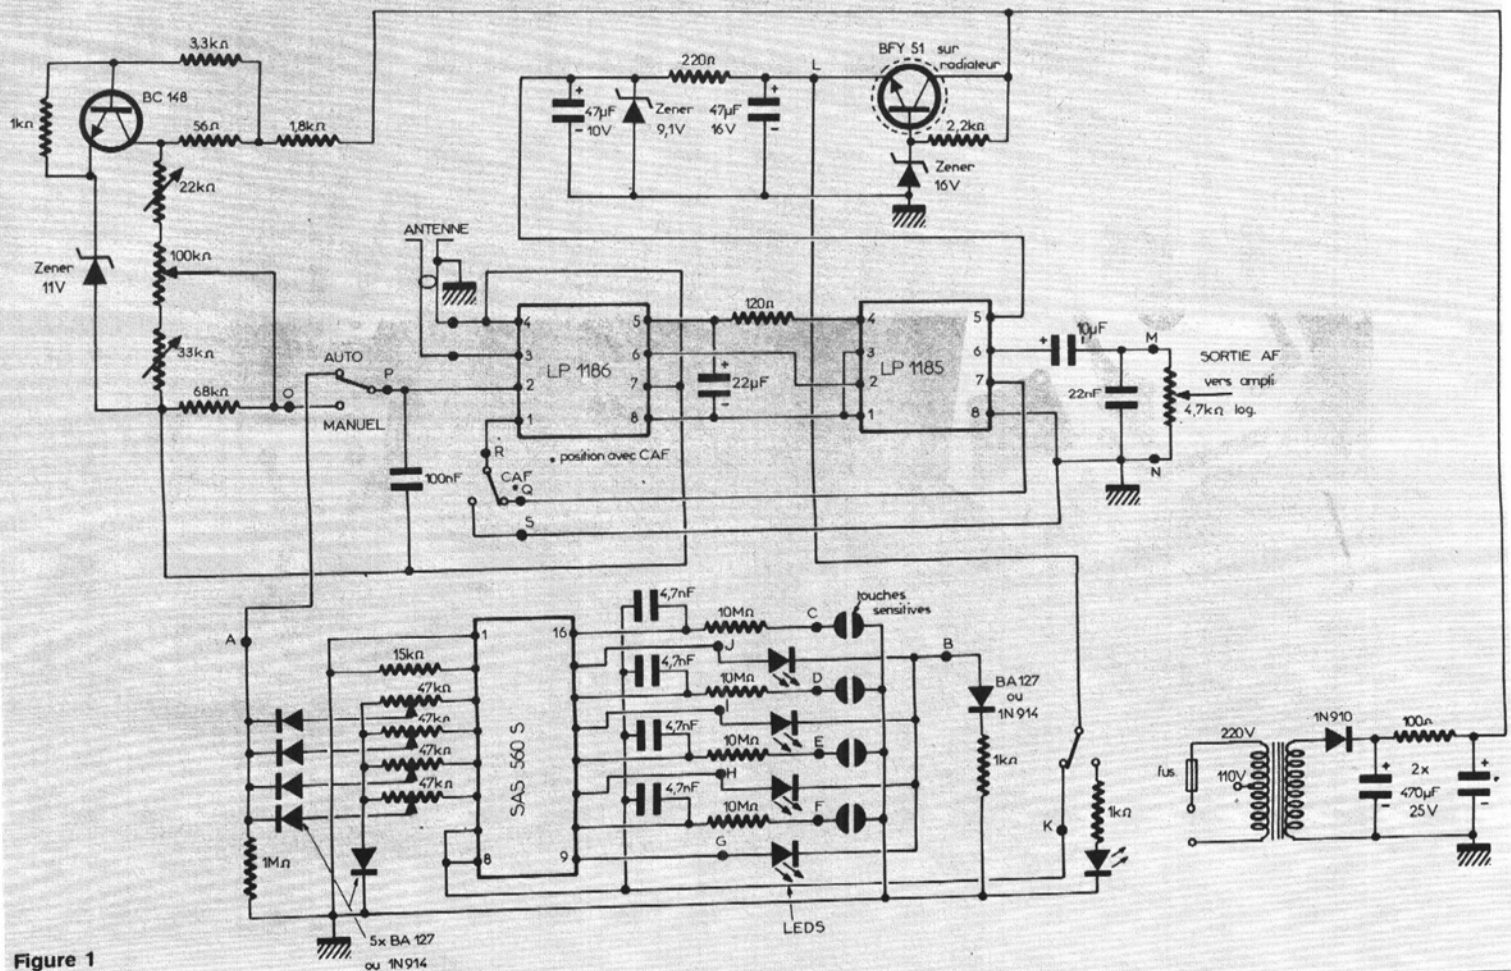 3,3kΩ
BC 148
1kΩ
56Ω
1,8kΩ
22kΩ
100kΩ
Zener
11V
33kΩ
68kΩ
O
AUTO
P
MANUEL
100nF
ANTENNE
220Ω
L
BFY 51 sur
radiateur
+
47µF
-
10V
Zener
9,1V
+
47µF
-
16V
2,2kΩ
Zener
16V
4
3
2
1
LP 1186
5
6
7
8
120Ω
+
22µF
-
4
3
2
1
LP 1185
5
6
7
8
+
10µF
M
SORTIE AF
vers ampli
22nF
4,7kΩ log.
N
R
* position avec CAF
CAF
* Q
S
A
15kΩ
47kΩ
47kΩ
47kΩ
47kΩ
1MΩ
5x BA 127
ou 1N914
1
8
SAS 560 S
16
9
4,7nF
10MΩ
C
touches
sensitives
J
4,7nF
10MΩ
D
I
4,7nF
10MΩ
E
H
4,7nF
10MΩ
F
G
LEDS
B
BA 127
ou
1N 914
1kΩ
K
1kΩ
220V
fus.
110V
1N910
100Ω
+
-
2x
470µF
25V
+
-
Figure 1